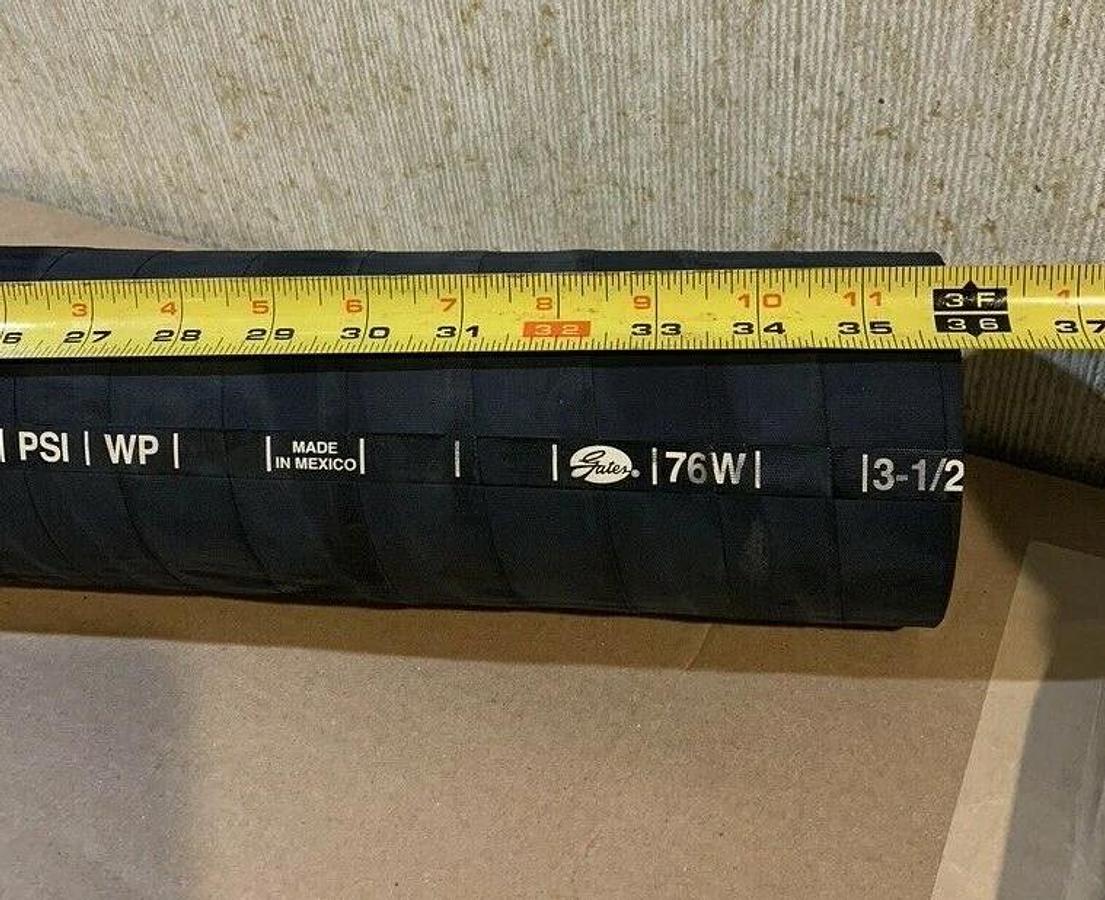 3 4 5 6 7 8 9 10 11 3F 1
6 27 28 29 30 31 32 33 34 35 36 37
| PSI | WP | | MADE IN MEXICO | | | Gates | 76W | | 3-1/2